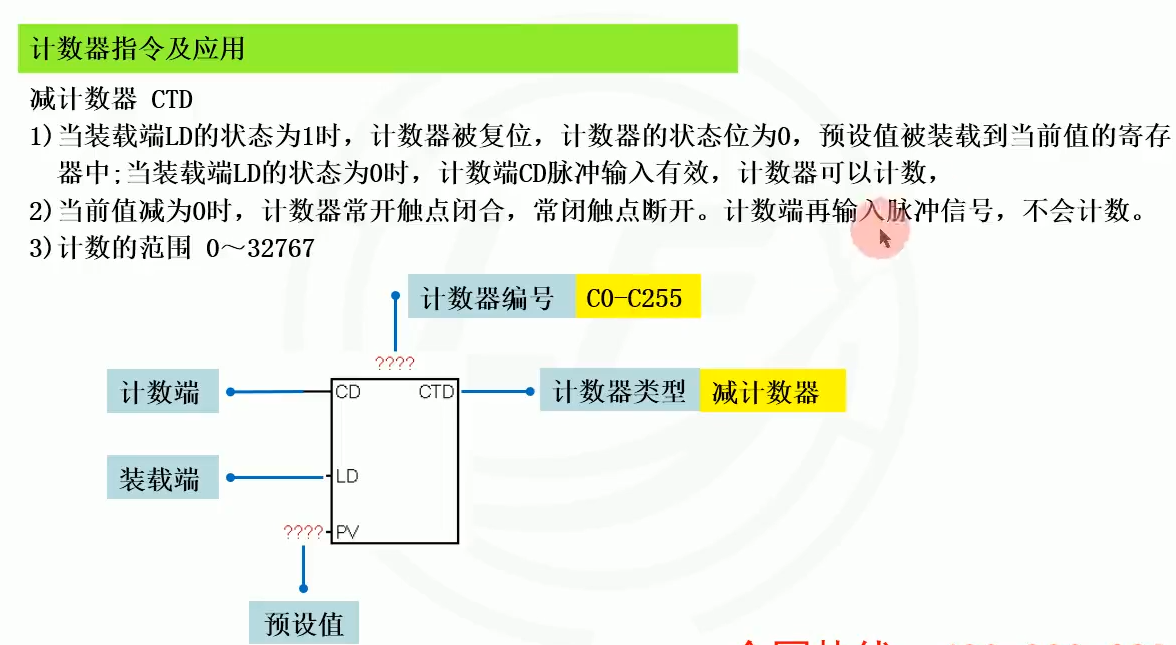 计数器指令及应用
减计数器 CTD
1)当装载端LD的状态为1时，计数器被复位，计数器的状态位为0，预设值被装载到当前值的寄存
器中;当装载端LD的状态为0时，计数端CD脉冲输入有效，计数器可以计数，
2)当前值减为0时，计数器常开触点闭合，常闭触点断开。计数端再输入脉冲信号，不会计数。
3)计数的范围 0～32767
计数器编号 C0-C255
????
计数端 CD CTD 计数器类型 减计数器
装载端 LD
???? PV
预设值